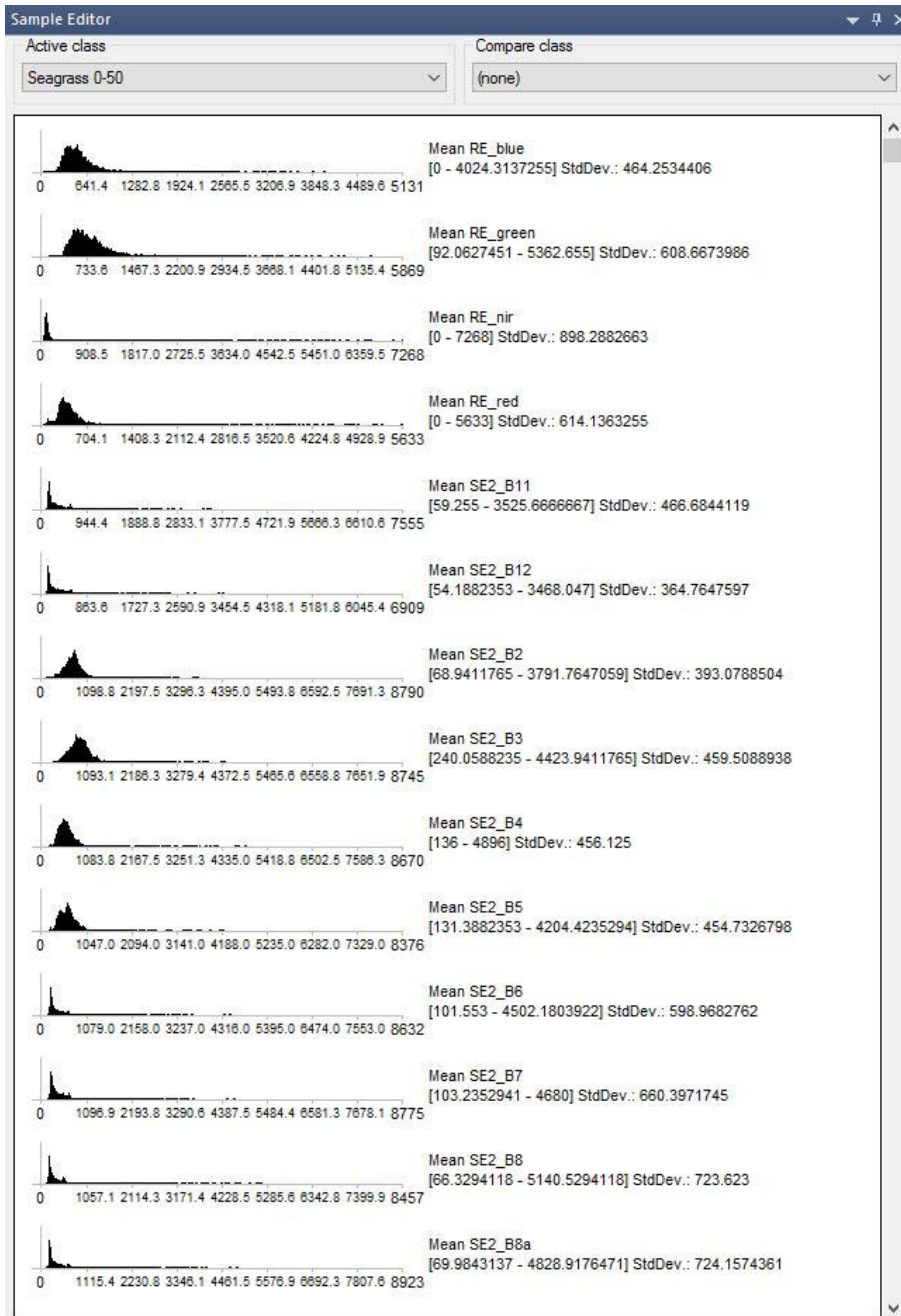 Sample Editor
Active class
Compare class
Seagrass 0-50
(none)
Mean RE_blue
[0 - 4024.3137255] StdDev.: 464.2534406
0 641.4 1282.8 1924.1 2565.5 3206.9 3848.3 4489.6 5131
Mean RE_green
[92.0627451 - 5362.655] StdDev.: 608.6673986
0 733.6 1467.3 2200.9 2934.5 3668.1 4401.8 5135.4 5869
Mean RE_nir
[0 - 7268] StdDev.: 898.2882663
0 908.5 1817.0 2725.5 3634.0 4542.5 5451.0 6359.5 7268
Mean RE_red
[0 - 5633] StdDev.: 614.1363255
0 704.1 1408.3 2112.4 2816.5 3520.6 4224.8 4928.9 5633
Mean SE2_B11
[59.255 - 3525.6666667] StdDev.: 466.6844119
0 944.4 1888.8 2833.1 3777.5 4721.9 5666.3 6610.6 7555
Mean SE2_B12
[54.1882353 - 3468.047] StdDev.: 364.7647597
0 863.6 1727.3 2590.9 3454.5 4318.1 5181.8 6045.4 6909
Mean SE2_B2
[68.9411765 - 3791.7647059] StdDev.: 393.0788504
0 1098.8 2197.5 3296.3 4395.0 5493.8 6592.5 7691.3 8790
Mean SE2_B3
[240.0588235 - 4423.9411765] StdDev.: 459.5088938
0 1093.1 2186.3 3279.4 4372.5 5465.6 6558.8 7651.9 8745
Mean SE2_B4
[136 - 4896] StdDev.: 456.125
0 1083.8 2167.5 3251.3 4335.0 5418.8 6502.5 7586.3 8670
Mean SE2_B5
[131.3882353 - 4204.4235294] StdDev.: 454.7326798
0 1047.0 2094.0 3141.0 4188.0 5235.0 6282.0 7329.0 8376
Mean SE2_B6
[101.553 - 4502.1803922] StdDev.: 598.9682762
0 1079.0 2158.0 3237.0 4316.0 5395.0 6474.0 7553.0 8632
Mean SE2_B7
[103.2352941 - 4680] StdDev.: 660.3971745
0 1096.9 2193.8 3290.6 4387.5 5484.4 6581.3 7678.1 8775
Mean SE2_B8
[66.3294118 - 5140.5294118] StdDev.: 723.623
0 1057.1 2114.3 3171.4 4228.5 5285.6 6342.8 7399.9 8457
Mean SE2_B8a
[69.9843137 - 4828.9176471] StdDev.: 724.1574361
0 1115.4 2230.8 3346.1 4461.5 5576.9 6692.3 7807.6 8923